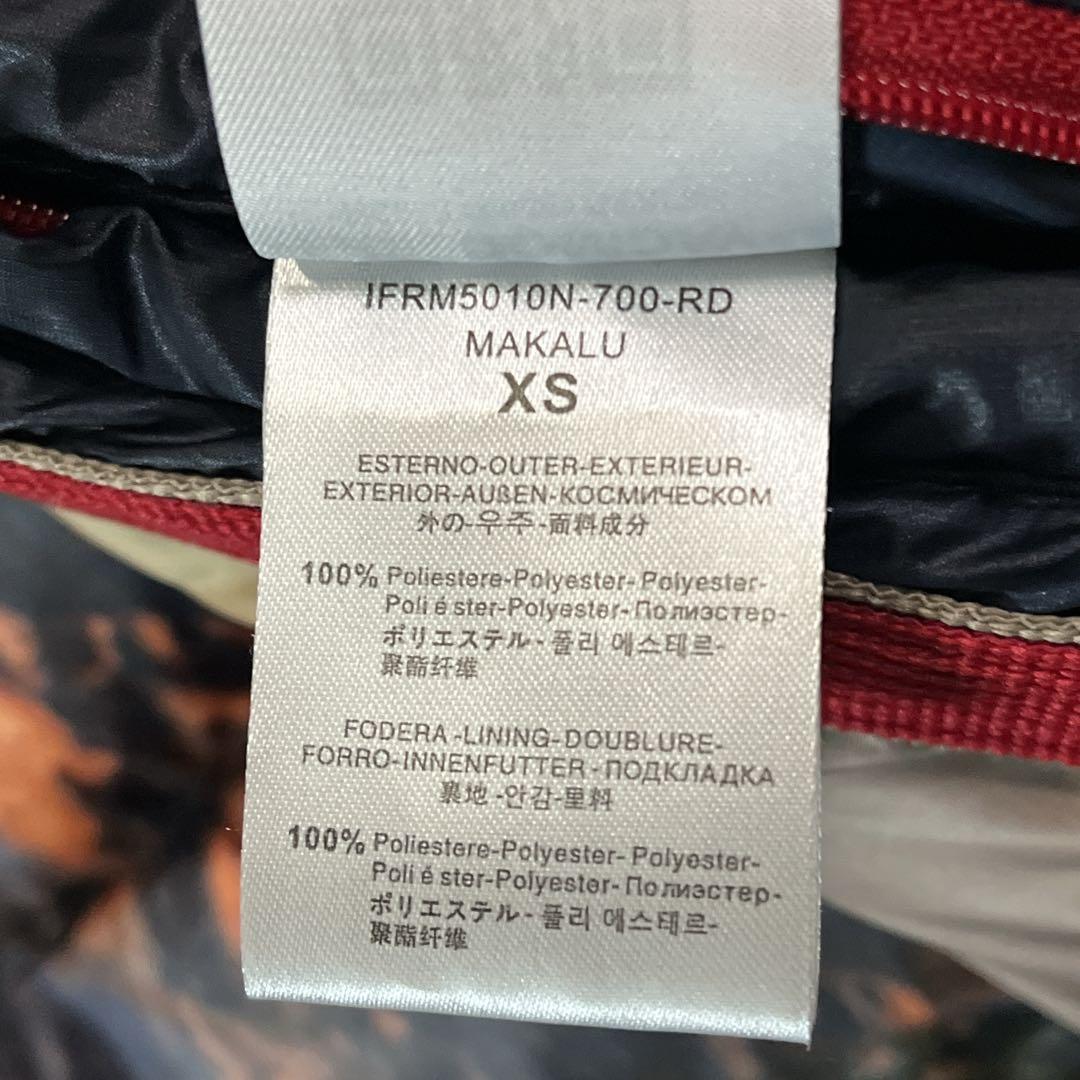 IFRM5010N-700-RD
MAKALU
XS
ESTERNO-OUTER-EXTERIEUR-
EXTERIOR-AUßEN-КОСМИЧЕСКОМ
外の-우주-面料成分
100% Poliestere-Polyester- Polyester-
Poli é ster-Polyester-Полиэстер-
ポリエステル-폴리 에스테르-
聚酯纤维
FODERA-LINING-DOUBLURE-
FORRO-INNENFUTTER-ПОДКЛАДКА
裏地-안감-里料
100% Poliestere-Polyester- Polyester-
Poli é ster-Polyester-Полиэстер-
ポリエステル-폴리 에스테르-
聚酯纤维